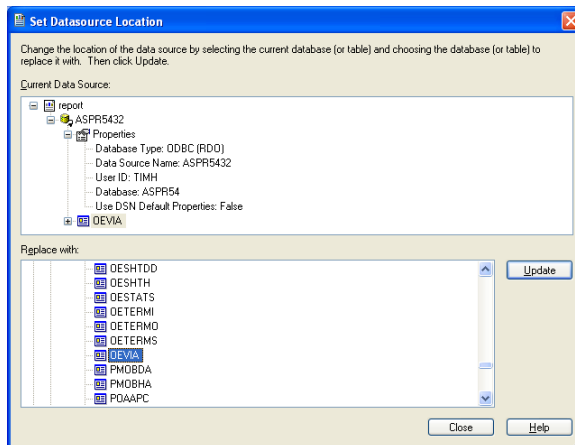 Set Datasource Location
Change the location of the data source by selecting the current database (or table) and choosing the database (or table) to
replace it with. Then click Update.
Current Data Source:
report
ASPR5432
Properties
Database Type: ODBC (RDO)
Data Source Name: ASPR5432
User ID: TIMH
Database: ASPR54
Use DSN Default Properties: False
OEVIA
Replace with:
OESHTDD
Update
OESHTH
OESTATS
OETERMI
OETERMO
OETERMS
OEVIA
PMOBDA
PMOBHA
POAAPC
Close
Help